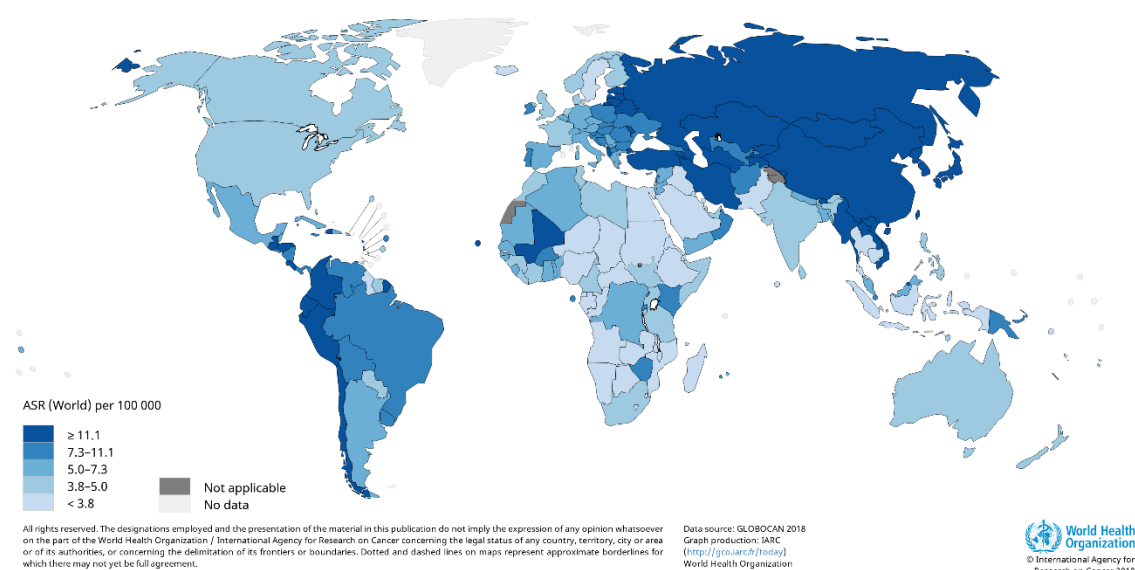 ASR (World) per 100 000
≥ 11.1
7.3–11.1
5.0–7.3
3.8–5.0
< 3.8
Not applicable
No data
All rights reserved. The designations employed and the presentation of the material in this publication do not imply the expression of any opinion whatsoever
on the part of the World Health Organization / International Agency for Research on Cancer concerning the legal status of any country, territory, city or area
or of its authorities, or concerning the delimitation of its frontiers or boundaries. Dotted and dashed lines on maps represent approximate borderlines for
which there may not yet be full agreement.
Data source: GLOBOCAN 2018
Graph production: IARC
(http://gco.iarc.fr/today)
World Health Organization
World Health
Organization
© International Agency for
Research on Cancer 2018